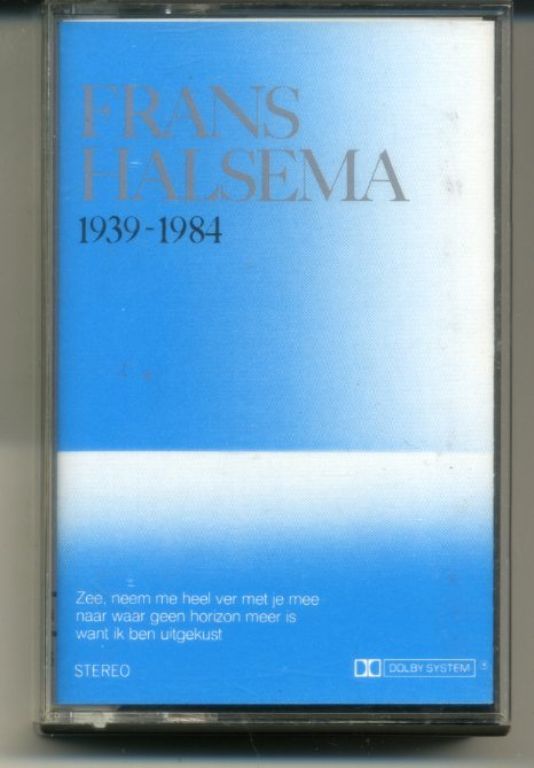 FRANS
HALSEMA
1939-1984
Zee, neem me heel ver met je mee
naar waar geen horizon meer is
want ik ben uitgekust
STEREO
DOLBY SYSTEM ®